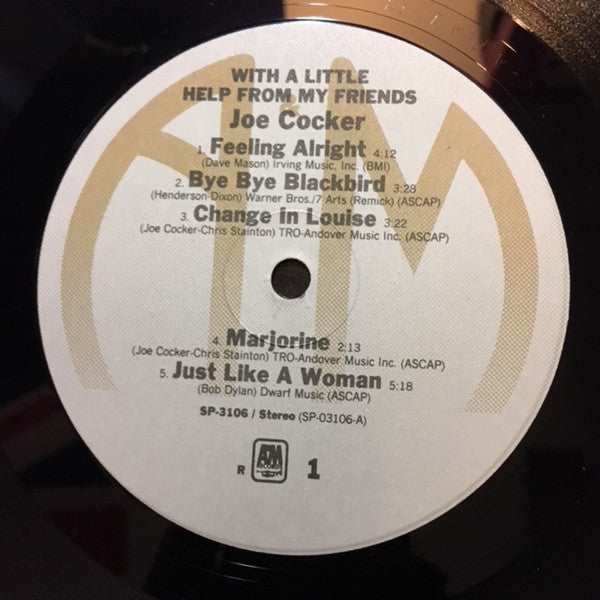 WITH A LITTLE
HELP FROM MY FRIENDS
Joe Cocker
1. Feeling Alright 4:12
(Dave Mason) Irving Music, Inc. (BMI)
2. Bye Bye Blackbird 3:28
(Henderson-Dixon) Warner Bros./7 Arts (Remick) (ASCAP)
3. Change in Louise 3:22
(Joe Cocker-Chris Stainton) TRO-Andover Music Inc. (ASCAP)
4. Marjorine 2:13
(Joe Cocker-Chris Stainton) TRO-Andover Music Inc. (ASCAP)
5. Just Like A Woman 5:18
(Bob Dylan) Dwarf Music (ASCAP)
SP-3106 / Stereo (SP-03106-A)
R A&M RECORDS 1